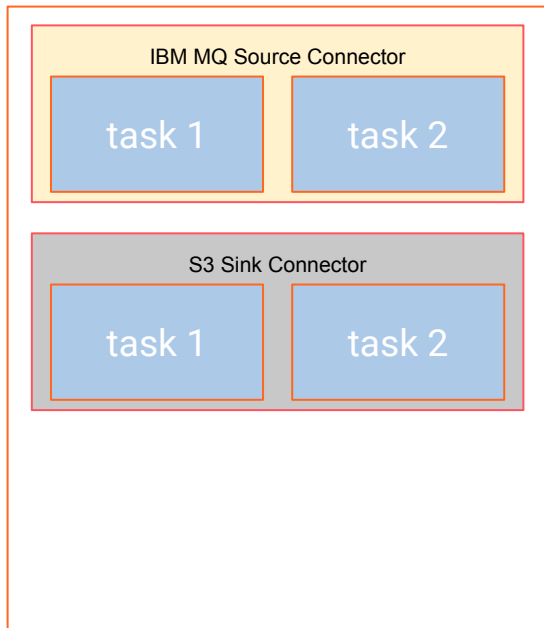 IBM MQ Source Connector
task 1
task 2
S3 Sink Connector
task 1
task 2